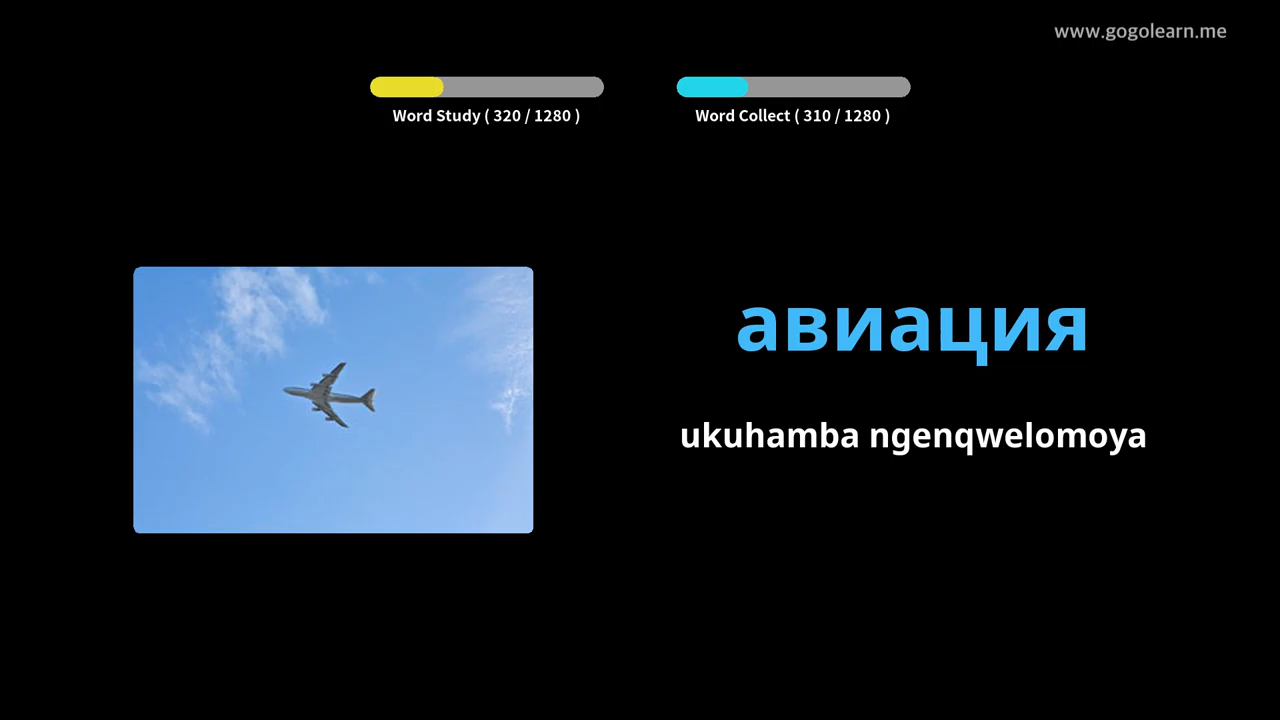 www.gogolearn.me
Word Study ( 320 / 1280 )
Word Collect ( 310 / 1280 )
авиация
ukuhamba ngenqwelomoya